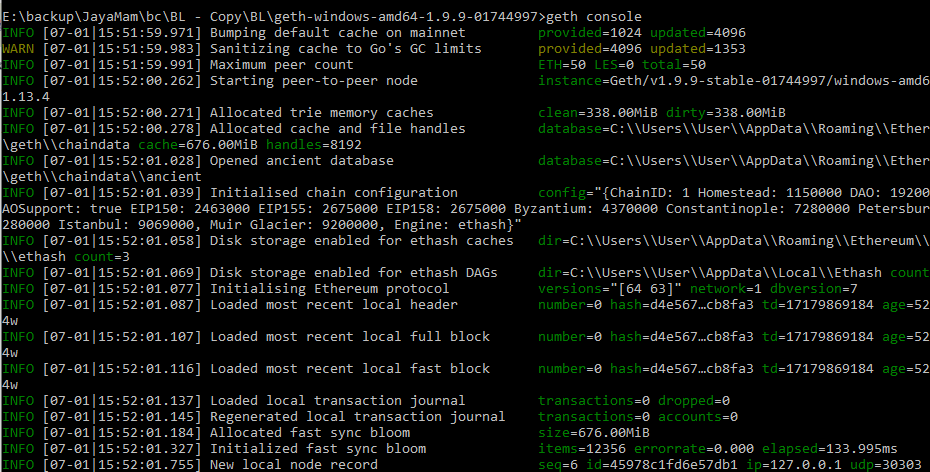 E:\backup\JayaMam\bc\BL - Copy\BL\geth-windows-amd64-1.9.9-01744997>geth console
INFO [07-01|15:51:59.971] Bumping default cache on mainnet provided=1024 updated=4096
WARN [07-01|15:51:59.983] Sanitizing cache to Go's GC limits provided=4096 updated=1353
INFO [07-01|15:51:59.991] Maximum peer count ETH=50 LES=0 total=50
INFO [07-01|15:52:00.262] Starting peer-to-peer node instance=Geth/v1.9.9-stable-01744997/windows-amd6
1.13.4
INFO [07-01|15:52:00.271] Allocated trie memory caches clean=338.00MiB dirty=338.00MiB
INFO [07-01|15:52:00.278] Allocated cache and file handles database=C:\\Users\\User\\AppData\\Roaming\\Ether
\geth\\chaindata cache=676.00MiB handles=8192
INFO [07-01|15:52:01.028] Opened ancient database database=C:\\Users\\User\\AppData\\Roaming\\Ether
\geth\\chaindata\\ancient
INFO [07-01|15:52:01.039] Initialised chain configuration config="{ChainID: 1 Homestead: 1150000 DAO: 19200
AOSupport: true EIP150: 2463000 EIP155: 2675000 EIP158: 2675000 Byzantium: 4370000 Constantinople: 7280000 Petersbur
280000 Istanbul: 9069000, Muir Glacier: 9200000, Engine: ethash}"
INFO [07-01|15:52:01.058] Disk storage enabled for ethash caches dir=C:\\Users\\User\\AppData\\Roaming\\Ethereum\\
\\ethash count=3
INFO [07-01|15:52:01.069] Disk storage enabled for ethash DAGs dir=C:\\Users\\User\\AppData\\Local\\Ethash count
INFO [07-01|15:52:01.077] Initialising Ethereum protocol versions="[64 63]" network=1 dbversion=7
INFO [07-01|15:52:01.087] Loaded most recent local header number=0 hash=d4e567…cb8fa3 td=17179869184 age=52
4w
INFO [07-01|15:52:01.107] Loaded most recent local full block number=0 hash=d4e567…cb8fa3 td=17179869184 age=52
4w
INFO [07-01|15:52:01.116] Loaded most recent local fast block number=0 hash=d4e567…cb8fa3 td=17179869184 age=52
4w
INFO [07-01|15:52:01.137] Loaded local transaction journal transactions=0 dropped=0
INFO [07-01|15:52:01.145] Regenerated local transaction journal transactions=0 accounts=0
INFO [07-01|15:52:01.184] Allocated fast sync bloom size=676.00MiB
INFO [07-01|15:52:01.327] Initialized fast sync bloom items=12356 errorrate=0.000 elapsed=133.995ms
INFO [07-01|15:52:01.755] New local node record seq=6 id=45978c1fd6e57db1 ip=127.0.0.1 udp=30303